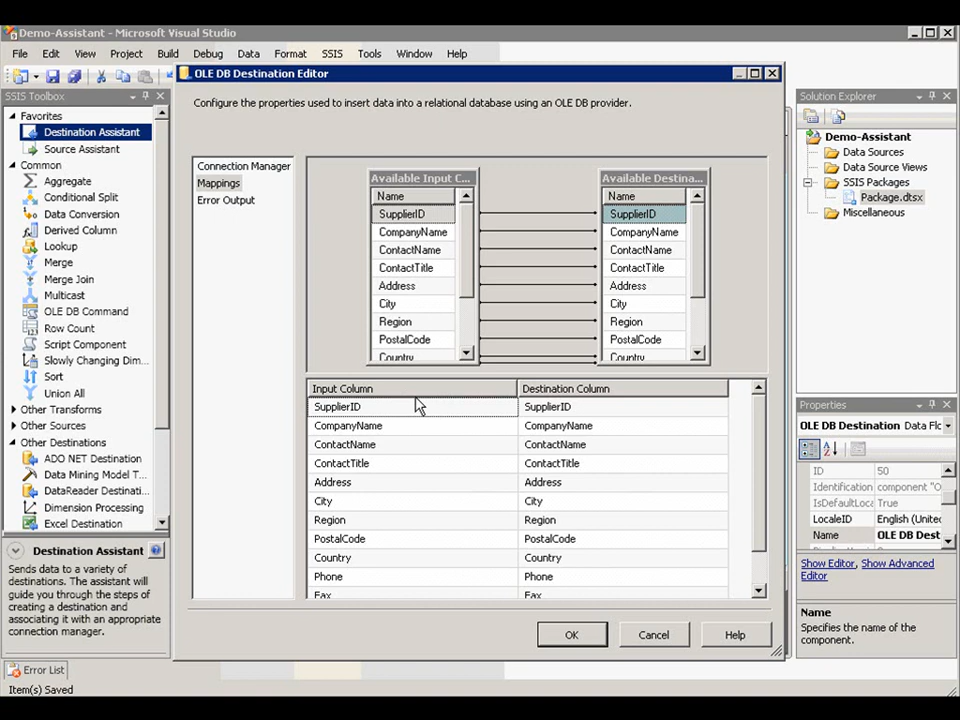 Demo-Assistant - Microsoft Visual Studio
File Edit View Project Build Debug Data Format SSIS Tools Window Help
SSIS Toolbox
Favorites
Destination Assistant
Source Assistant
Common
Aggregate
Conditional Split
Data Conversion
Derived Column
Lookup
Merge
Merge Join
Multicast
OLE DB Command
Row Count
Script Component
Slowly Changing Dim...
Sort
Union All
Other Transforms
Other Sources
Other Destinations
ADO NET Destination
Data Mining Model T...
DataReader Destinati...
Dimension Processing
Excel Destination
Destination Assistant
Sends data to a variety of
destinations. The assistant will
guide you through the steps of
creating a destination and
associating it with an appropriate
connection manager.
Error List
Item(s) Saved
OLE DB Destination Editor
Configure the properties used to insert data into a relational database using an OLE DB provider.
Connection Manager
Mappings
Error Output
Available Input C...
Name
SupplierID
CompanyName
ContactName
ContactTitle
Address
City
Region
PostalCode
Country
Available Destina...
Name
SupplierID
CompanyName
ContactName
ContactTitle
Address
City
Region
PostalCode
Country
Input Column Destination Column
SupplierID SupplierID
CompanyName CompanyName
ContactName ContactName
ContactTitle ContactTitle
Address Address
City City
Region Region
PostalCode PostalCode
Country Country
Phone Phone
Fax Fax
OK Cancel Help
Solution Explorer
Demo-Assistant
Data Sources
Data Source Views
SSIS Packages
Package.dtsx
Miscellaneous
Properties
OLE DB Destination Data Flo
ID 50
Identification component "O
IsDefaultLoca True
LocaleID English (Unite
Name OLE DB Dest
Show Editor, Show Advanced
Editor
Name
Specifies the name of the
component.